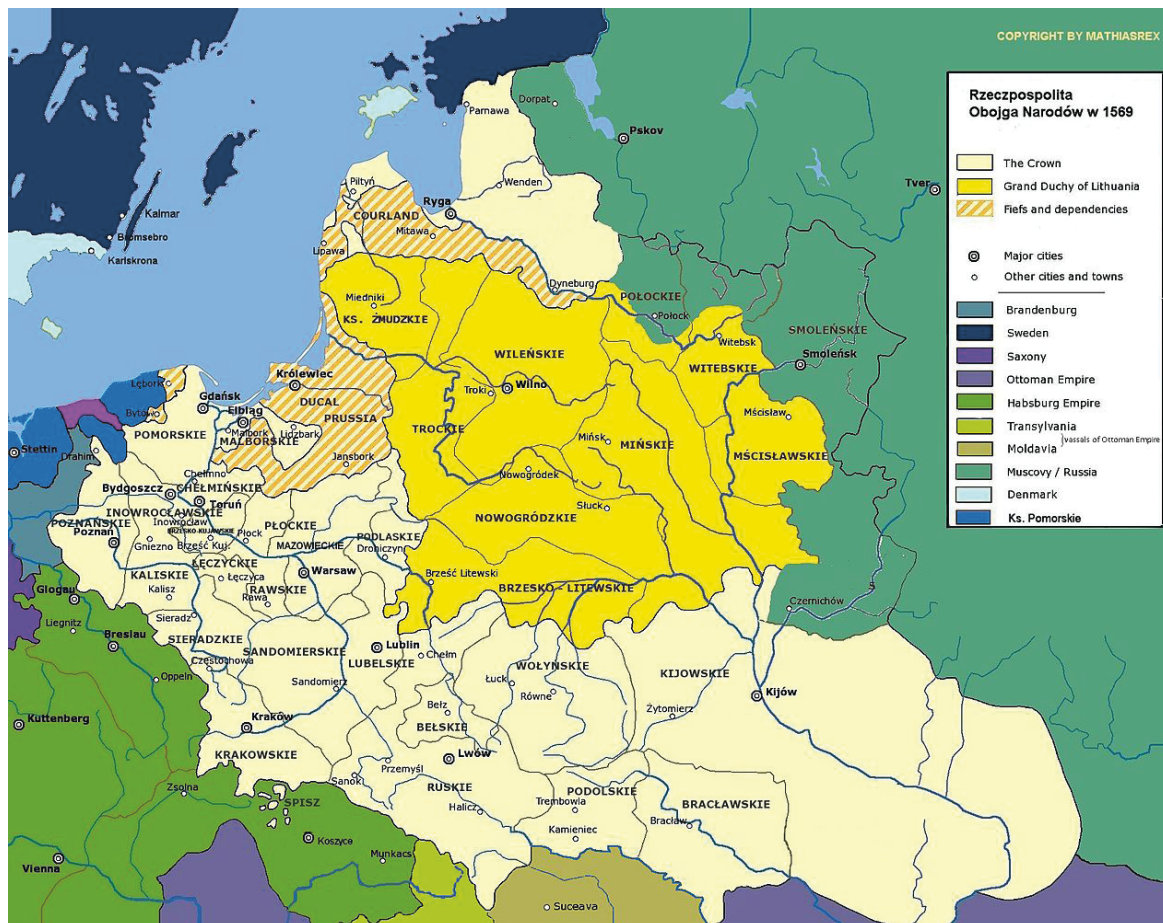 COPYRIGHT BY MATHIASREX
Rzeczpospolita
Obojga Narodów w 1569
The Crown
Grand Duchy of Lithuania
Fiefs and dependencies
Major cities
Other cities and towns
Brandenburg
Sweden
Saxony
Ottoman Empire
Habsburg Empire
Transylvania
Moldavia
vassals of Ottoman Empire
Muscovy / Russia
Denmark
Ks. Pomorskie
Parnawa
Dorpat
Pskov
Tver
Piltyń
Wenden
Ryga
COURLAND
Mitawa
Lipawa
Kalmar
Bromsebro
Karlskrona
Dyneburg
Miedniki
KS. ŻMUDZKIE
POŁOCKIE
Połock
SMOLEŃSKIE
Witebsk
WITEBSKIE
Smoleńsk
WILEŃSKIE
Troki
Wilno
Królewiec
DUCAL
PRUSSIA
Lębork
Bytów
Gdańsk
Elbląg
Malbork
Lidzbark
MALBORSKIE
POMORSKIE
Jansbork
TROCKIE
Mińsk
MIŃSKIE
Mścisław
MŚCISŁAWSKIE
Stettin
Drahim
Chełmno
CHEŁMIŃSKIE
Bydgoszcz
Toruń
Nowogródek
Słuck
NOWOGRÓDZKIE
INOWROCŁAWSKIE
Inowrocław
BRZESKO-KUJAWSKIE
POZNAŃSKIE
Poznań
Gniezno
Brześć Kuj.
Płock
PŁOCKIE
MAZOWIECKIE
PODLASKIE
Droniczyn
ŁĘCZYCKIE
Łęczyca
KALISKIE
Kalisz
RAWSKIE
Rawa
Warsaw
Brześć Litewski
BRZESKO - LITEWSKIE
Czernichów
Glogau
Liegnitz
Sieradz
SIERADZKIE
Breslau
SANDOMIERSKIE
Częstochowa
Oppeln
Sandomierz
Lublin
LUBELSKIE
Chełm
WOŁYŃSKIE
Łuck
Równe
KIJOWSKIE
Kijów
Żytomierz
Kuttenberg
Kraków
KRAKOWSKIE
Bełz
BEŁSKIE
Lwów
Przemyśl
Sanok
RUSKIE
Halicz
PODOLSKIE
Trembowla
Kamieniec
BRACŁAWSKIE
Bracław
Zsolna
SPISZ
Koszyce
Munkacs
Vienna
Suceava